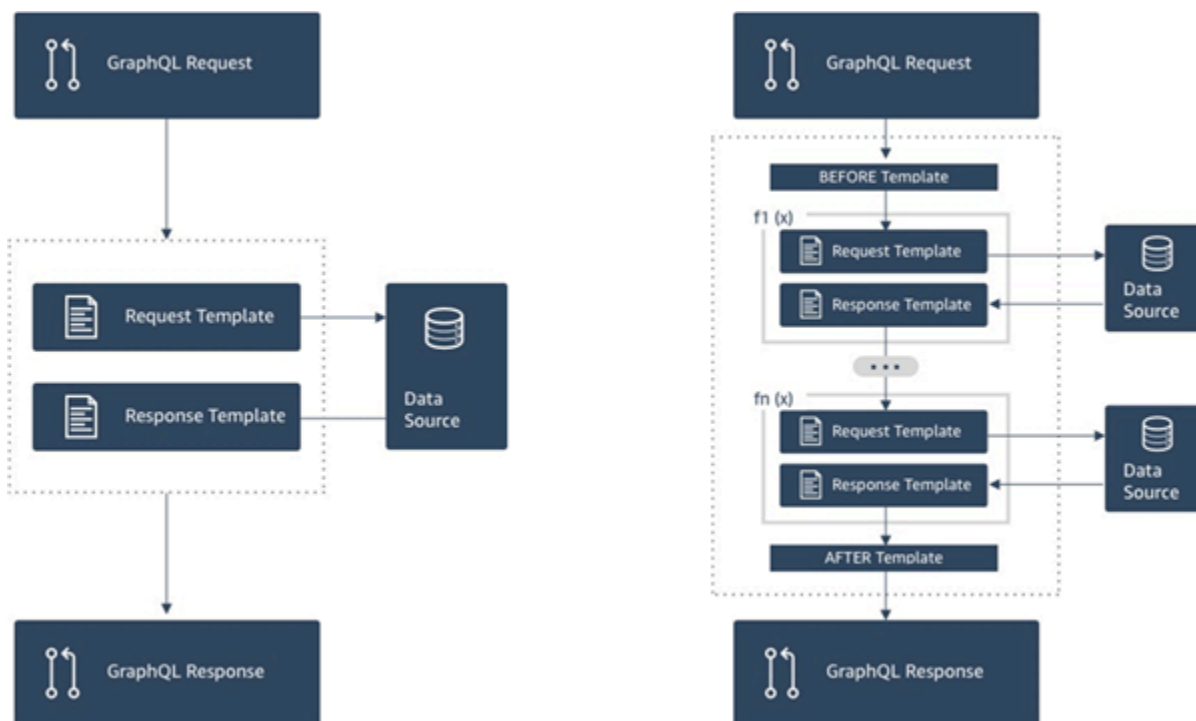 GraphQL Request
Request Template
Response Template
Data
Source
GraphQL Response
GraphQL Request
BEFORE Template
f1 (x)
Request Template
Response Template
Data
Source
fn (x)
Request Template
Response Template
Data
Source
AFTER Template
GraphQL Response